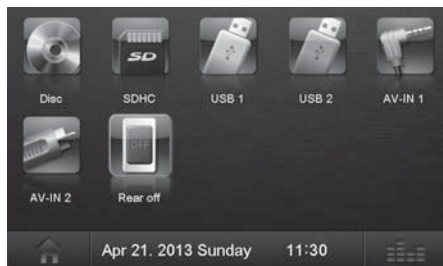 SD
Disc SDHC USB 1 USB 2 AV-IN 1
OFF
AV-IN 2 Rear off
Apr 21. 2013 Sunday 11:30